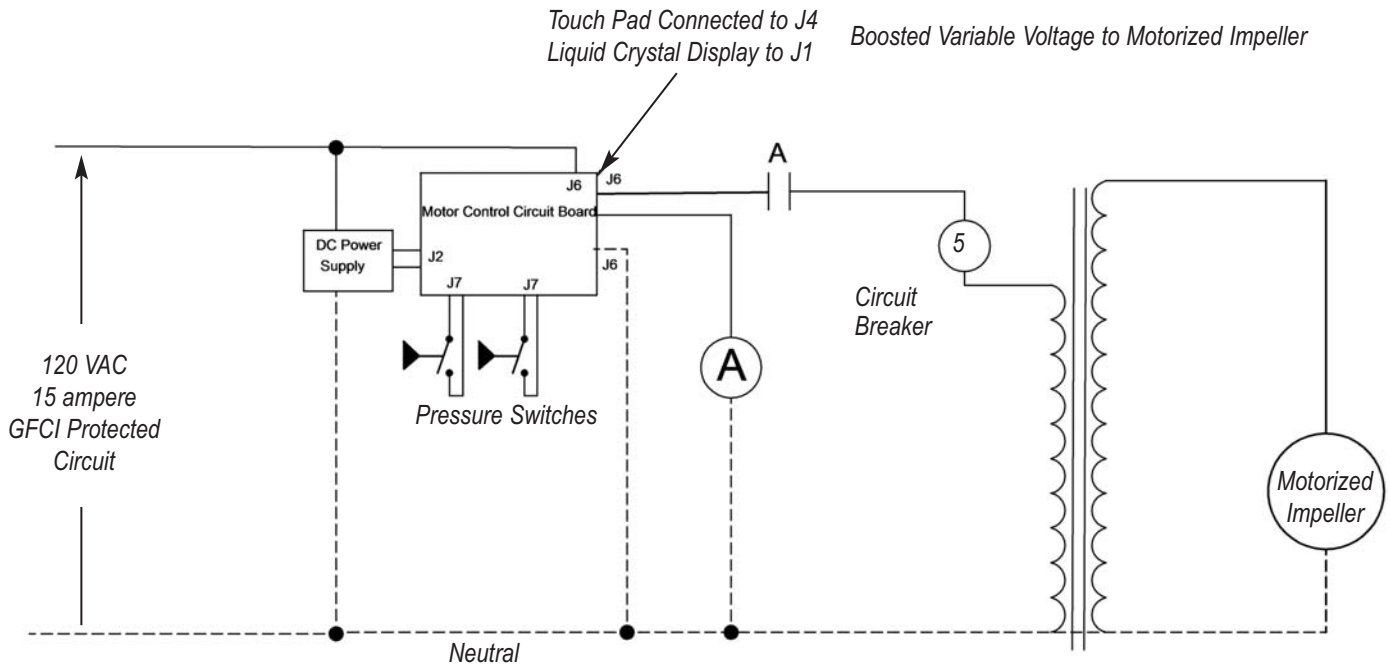 Touch Pad Connected to J4
Liquid Crystal Display to J1
Boosted Variable Voltage to Motorized Impeller
A
J6
J6
Motor Control Circuit Board
DC Power
Supply
J2
J6
J7
J7
5
Circuit
Breaker
120 VAC
15 ampere
GFCI Protected
Circuit
A
Pressure Switches
Motorized
Impeller
Neutral